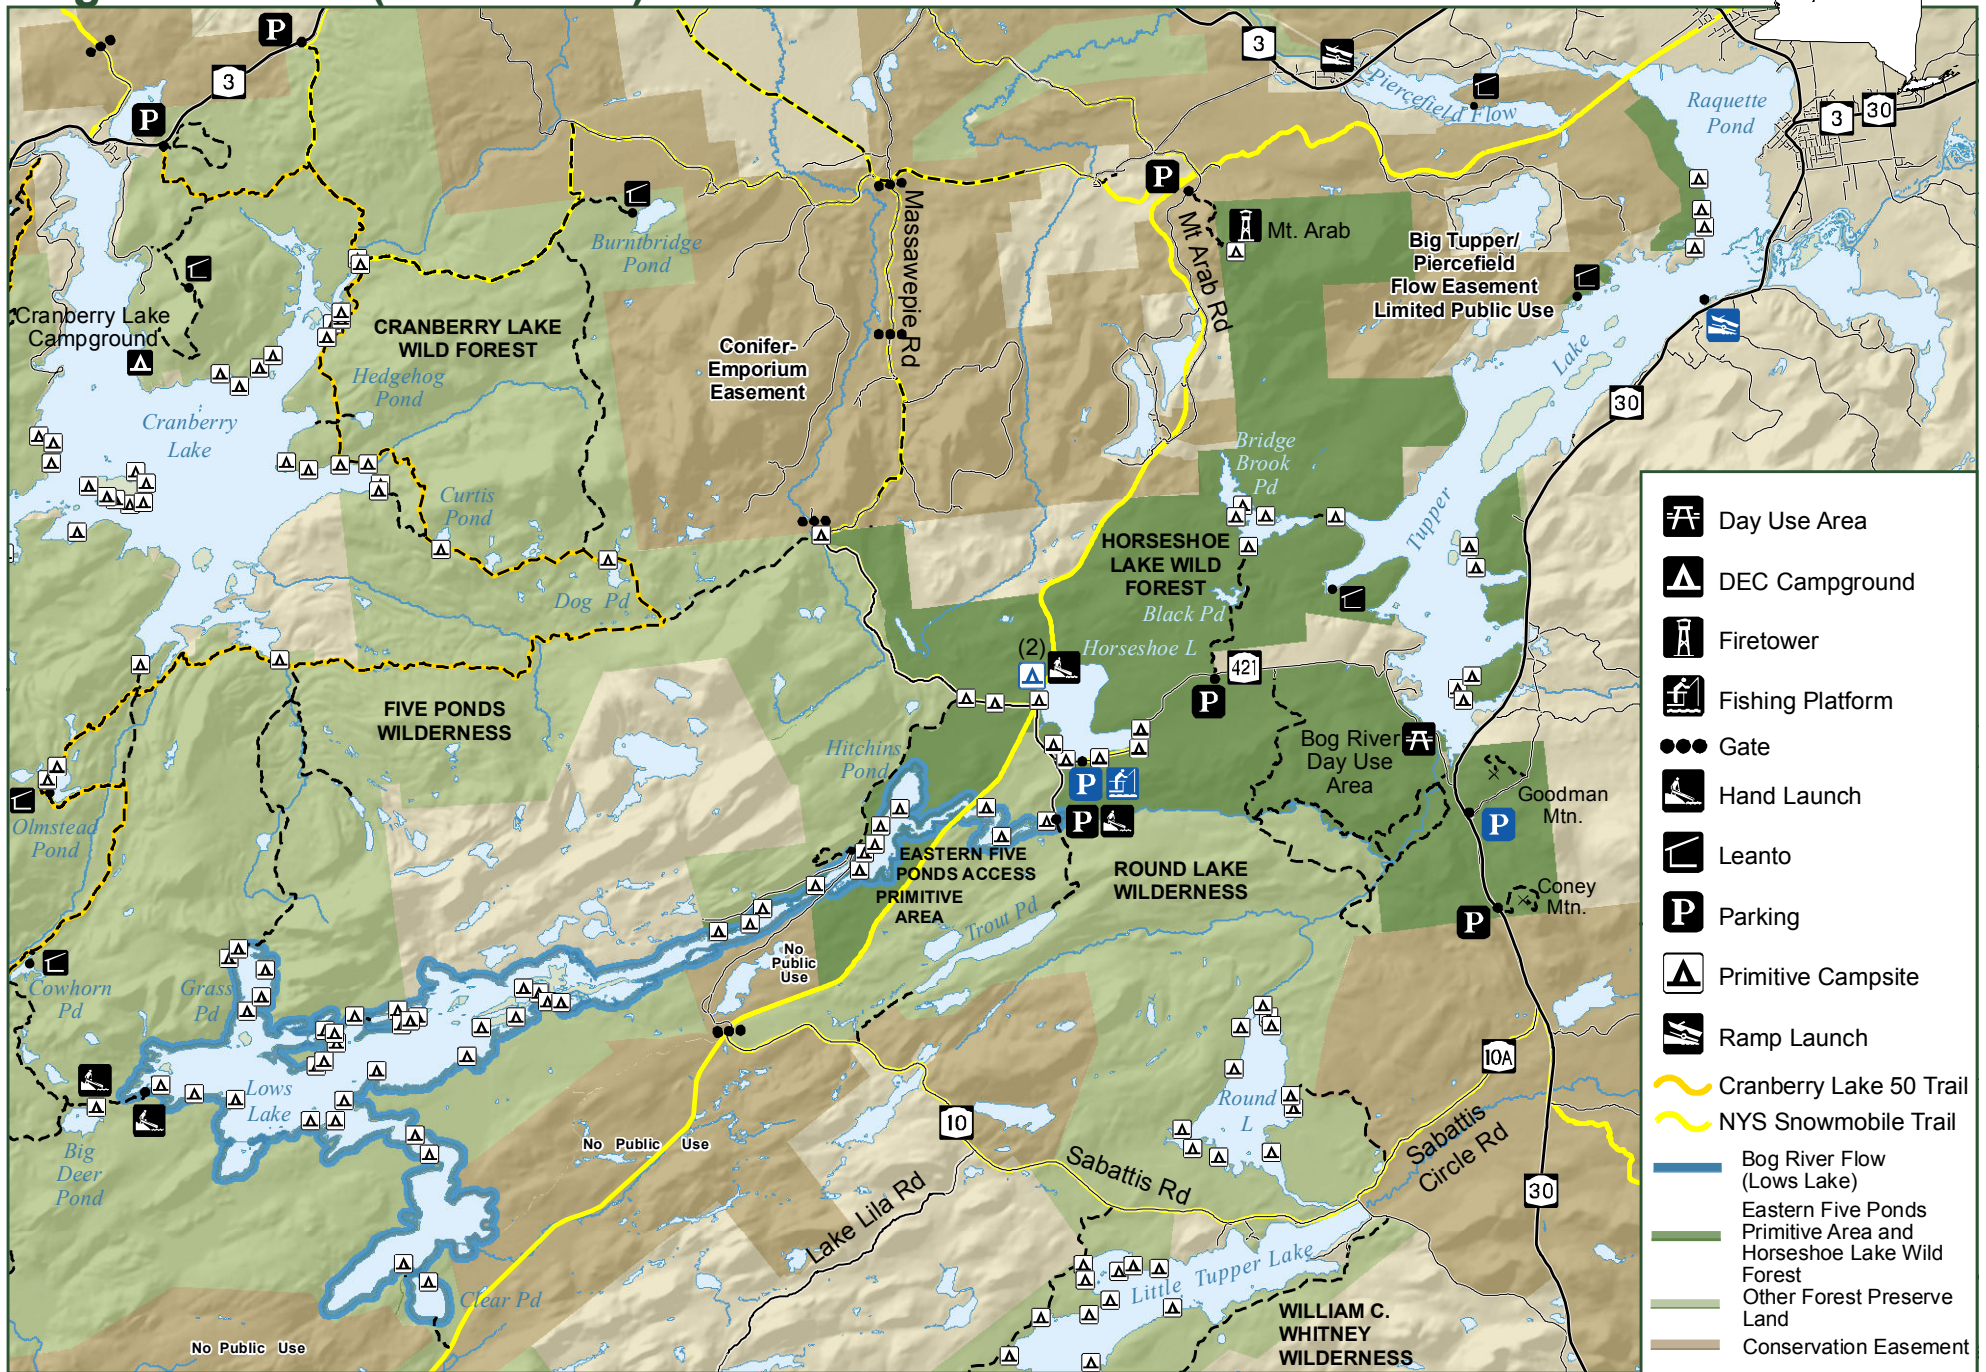 P
3
P
3
Piercefield Flow
Raquette
Pond
3
30
P
Massawepie Rd
Mt Arab Rd
Mt. Arab
Burntbridge
Pond
Big Tupper/
Piercefield
Flow Easement
Limited Public Use
Cranberry Lake
Campground
CRANBERRY LAKE
WILD FOREST
Conifer-
Emporium
Easement
Hedgehog
Pond
Cranberry
Lake
Lake
Tupper
30
Bridge
Brook
Pd
Curtis
Pond
HORSESHOE
LAKE WILD
FOREST
Dog Pd
Black Pd
(2)
Horseshoe L
421
P
FIVE PONDS
WILDERNESS
Hitchins
Pond
Bog River
Day Use
Area
P
Goodman
Mtn.
P
P
Olmstead
Pond
EASTERN FIVE
PONDS ACCESS
PRIMITIVE
AREA
ROUND LAKE
WILDERNESS
Coney
Mtn.
P
Trout Pd
No
Public
Use
Cowhorn
Pd
Grass
Pd
Lows
Lake
10A
Round
L
10
Big
Deer
Pond
No Public Use
Sabattis Rd
Sabattis
Circle Rd
30
Lake Lila Rd
Little Tupper Lake
Clear Pd
WILLIAM C.
WHITNEY
WILDERNESS
No Public Use
Day Use Area
DEC Campground
Firetower
Fishing Platform
Gate
Hand Launch
Leanto
P
Parking
Primitive Campsite
Ramp Launch
Cranberry Lake 50 Trail
NYS Snowmobile Trail
Bog River Flow
(Lows Lake)
Eastern Five Ponds
Primitive Area and
Horseshoe Lake Wild
Forest
Other Forest Preserve
Land
Conservation Easement